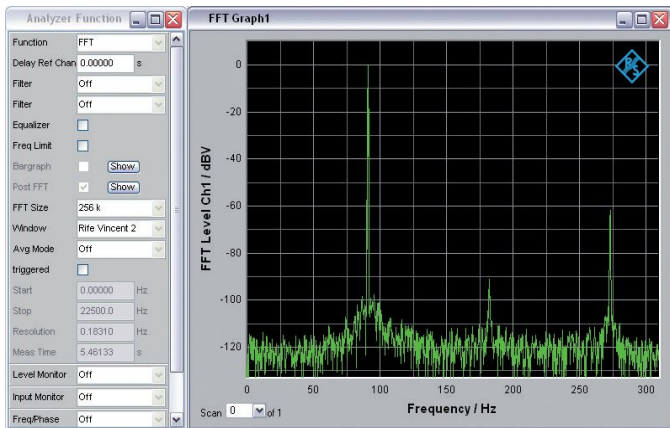 Analyzer Function
Function FFT
Delay Ref Chan 0.00000 s
Filter Off
Filter Off
Equalizer
Freq Limit
Bargraph Show
Post FFT Show
FFT Size 256 k
Window Rife Vincent 2
Avg Mode Off
triggered
Start 0.00000 Hz
Stop 22500.0 Hz
Resolution 0.18310 Hz
Meas Time 5.46133 s
Level Monitor Off
Input Monitor Off
Freq/Phase Off
FFT Graph1
R&S
FFT Level Ch1 / dBV
0
-20
-40
-60
-80
-100
-120
0 50 100 150 200 250 300
Scan 0 of 1
Frequency / Hz